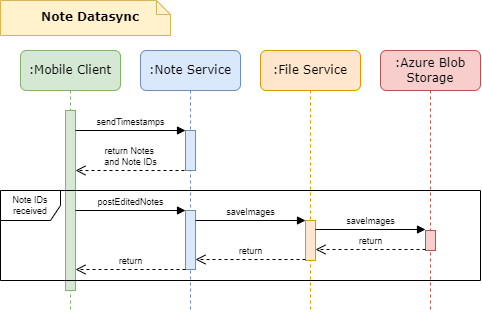 Note Datasync
:Mobile Client
:Note Service
:File Service
:Azure Blob
Storage
sendTimestamps
return Notes
and Note IDs
Note IDs
received
postEditedNotes
saveImages
saveImages
return
return
return